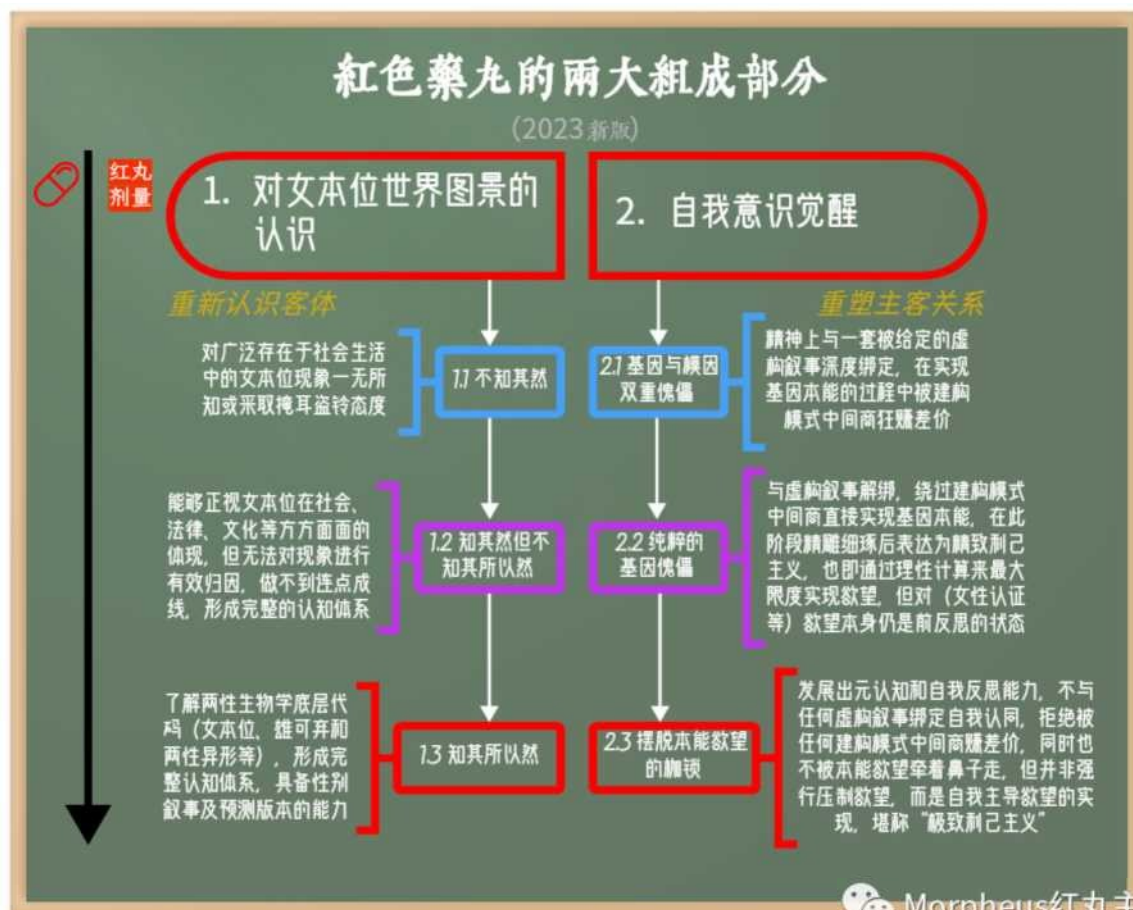 紅色藥丸的兩大組成部分
(2023新版)
红丸
剂量
1. 对女本位世界图景的
认识
2. 自我意识觉醒
重新认识客体
重塑主客关系
对广泛存在于社会生活
中的女本位现象一无所
知或采取掩耳盗铃态度
1.1 不知其然
2.1 基因与模因
双重傀儡
精神上与一套被给定的虚
构叙事深度绑定，在实现
基因本能的过程中被建构
模式中间商狂赚差价
能够正视女本位在社会、
法律、文化等方方面面的
体现，但无法对现象进行
有效归因，做不到连点成
线，形成完整的认知体系
1.2 知其然但不
知其所以然
2.2 纯粹的
基因傀儡
与虚构叙事解绑，绕过建构模式
中间商直接实现基因本能，在此
阶段精雕细琢后表达为精致利己
主义，也即通过理性计算来最大
限度实现欲望，但对（女性认证
等）欲望本身仍是前反思的状态
了解两性生物学底层代
码（女本位、雄可弃和
两性异形等），形成完
整认知体系，具备性别
叙事及预测版本的能力
1.3 知其所以然
2.3 摆脱本能欲望
的枷锁
发展出元认知和自我反思能力，不与
任何虚构叙事绑定自我认同，拒绝被
任何建构模式中间商赚差价，同时也
不被本能欲望牵着鼻子走，但并非强
行压制欲望，而是自我主导欲望的实
现，堪称“极致利己主义”
Morpheus红丸主